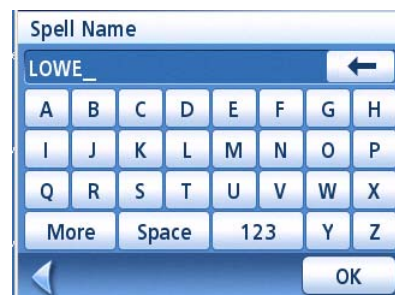 Spell Name
LOWE_
A B C D E F G H
I J K L M N O P
Q R S T U V W X
More Space 123 Y Z
OK